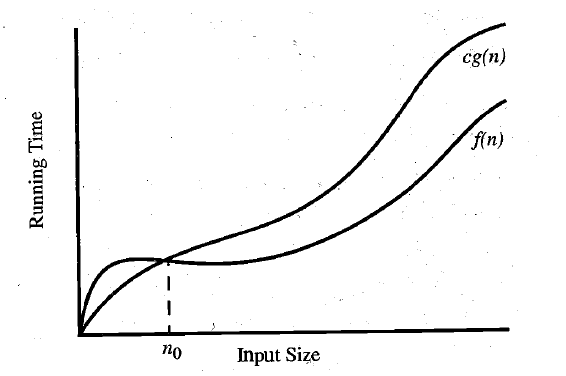 cg(n)
f(n)
Running Time
n0
Input Size